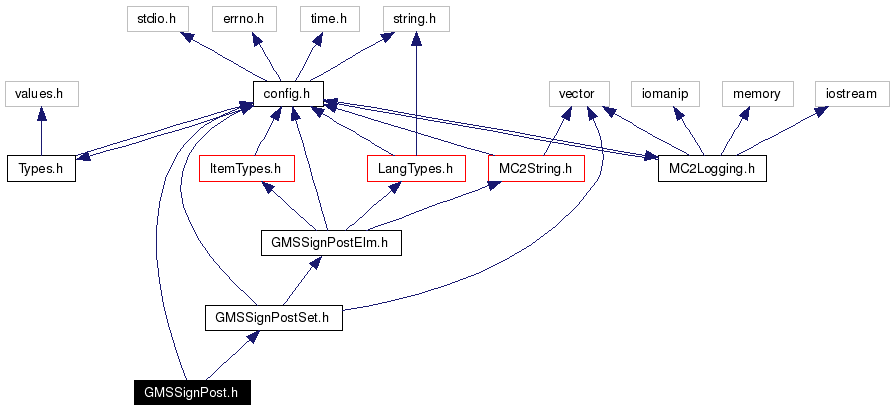 stdio.h errno.h time.h string.h
values.h config.h vector iomanip memory iostream
Types.h ItemTypes.h LangTypes.h MC2String.h MC2Logging.h
GMSSignPostElm.h
GMSSignPostSet.h
GMSSignPost.h